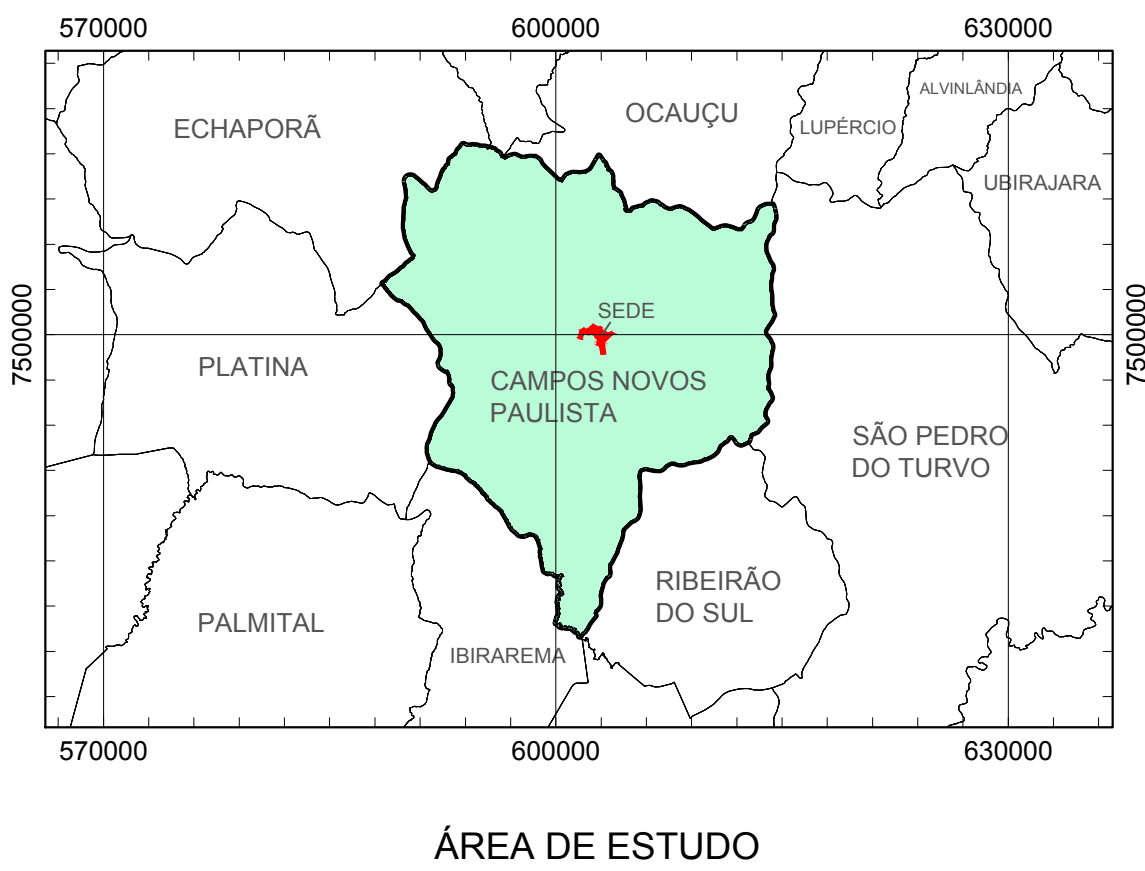 570000
600000
630000
ALVINLÂNDIA
OCAUÇU
ECHAPORÃ
LUPÉRCIO
UBIRAJARA
SEDE
7500000
7500000
PLATINA
CAMPOS NOVOS
PAULISTA
SÃO PEDRO
DO TURVO
RIBEIRÃO
DO SUL
PALMITAL
IBIRAREMA
570000
600000
630000
ÁREA DE ESTUDO